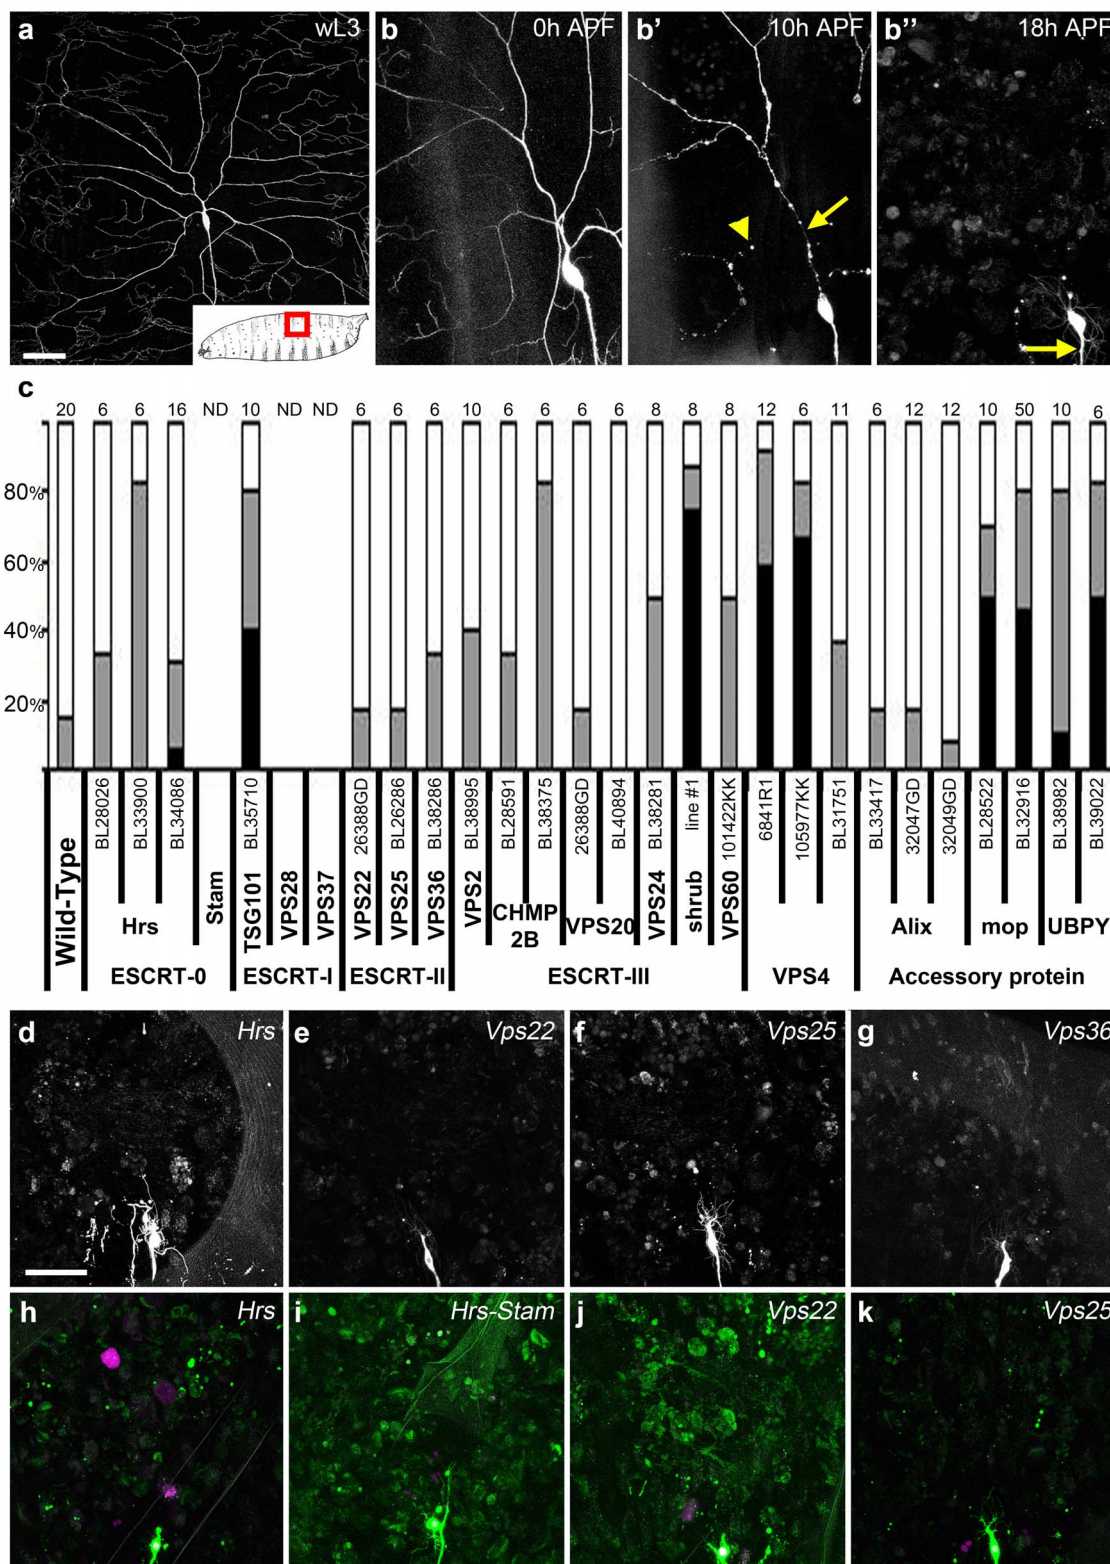 a wL3 b 0h APF b' 10h APF b'' 18h APF
c
20 6 6 16 ND 10 ND ND 6 6 6 10 6 6 6 6 8 8 8 12 6 11 6 12 12 10 50 10 6
80%
60%
40%
20%
BL28026 BL33900 BL34086 BL35710 26388GD BL26286 BL38286 BL38995 BL28591 BL38375 26388GD BL40894 BL38281 line #1 101422KK 6841R1 105977KK BL31751 BL33417 32047GD 32049GD BL28522 BL32916 BL38982 BL39022
Wild-Type Hrs Stam TSG101 VPS28 VPS37 VPS22 VPS25 VPS36 VPS2 CHMP 2B VPS20 VPS24 shrub VPS60 Alix mop UBPY
ESCRT-0 ESCRT-I ESCRT-II ESCRT-III VPS4 Accessory protein
d Hrs e Vps22 f Vps25 g Vps36
h Hrs i Hrs-Stam j Vps22 k Vps25